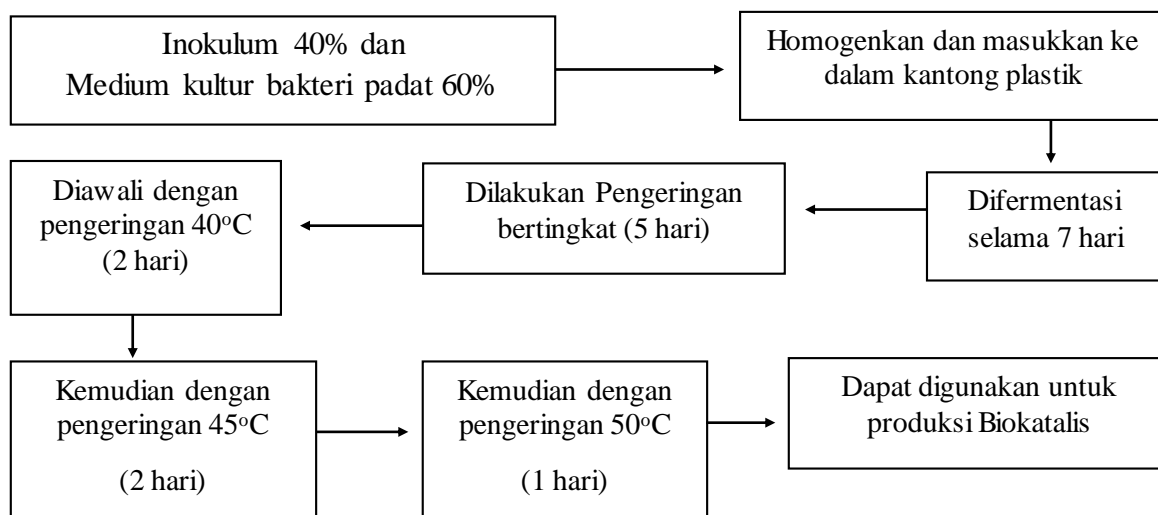 Inokulum 40% dan
Medium kultur bakteri padat 60%
Homogenkan dan masukkan ke
dalam kantong plastik
Difermentasi
selama 7 hari
Dilakukan Pengeringan
bertingkat (5 hari)
Diawali dengan
pengeringan 40°C
(2 hari)
Kemudian dengan
pengeringan 45°C
(2 hari)
Kemudian dengan
pengeringan 50°C
(1 hari)
Dapat digunakan untuk
produksi Biokatalis